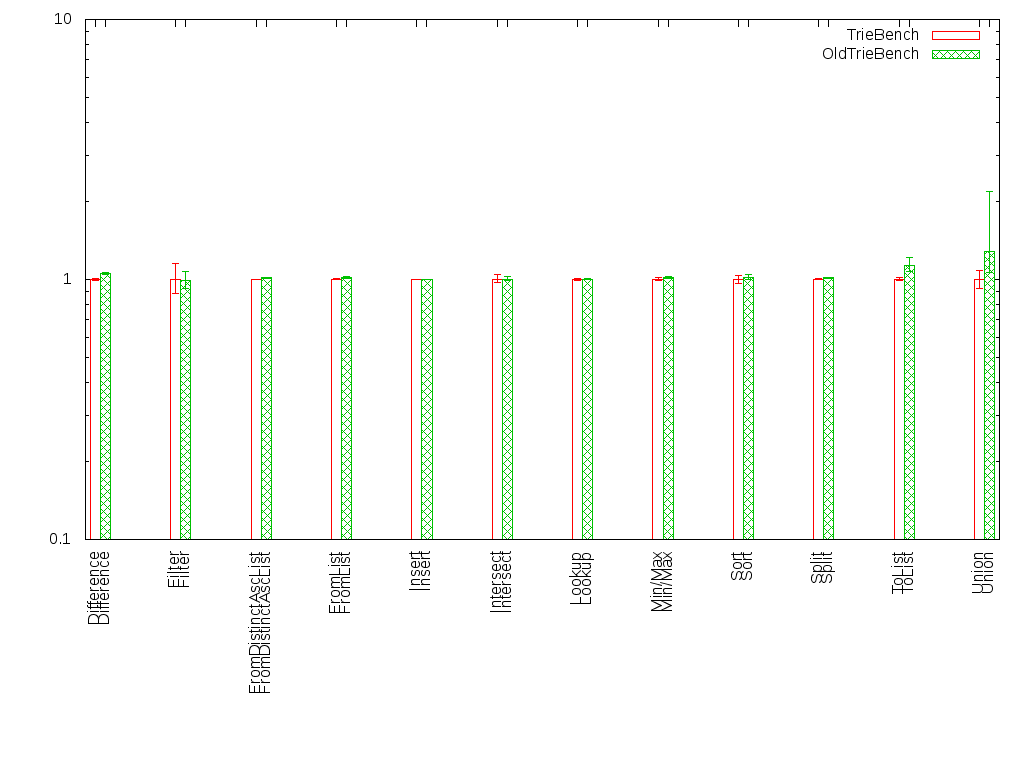 10
TrieBench
OldTrieBench
1
0.1
Difference
Difference
Filter
Filter
FromDistinctAscList
FromDistinctAscList
FromList
FromList
Insert
Insert
Intersect
Intersect
Lookup
Lookup
Min/Max
Min/Max
Sort
Sort
Split
Split
ToList
ToList
Union
Union